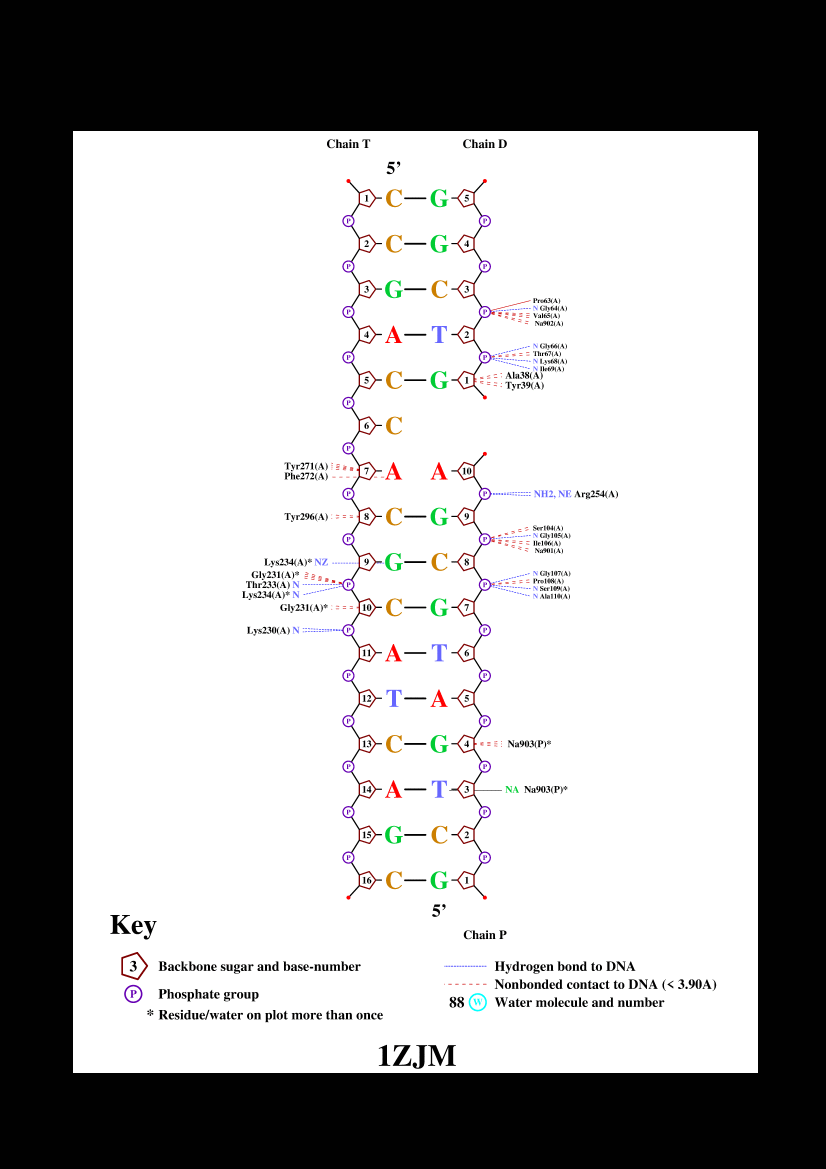 Chain T Chain D
5’
1 C G 5
P P
2 C G 4
P P
3 G C 3
Pro63(A)
N Gly64(A)
P P Val65(A)
Na902(A)
4 A T 2
N Gly66(A)
Thr67(A)
P P N Lys68(A)
N Ile69(A)
5 C G 1 Ala38(A)
Tyr39(A)
P
6 C
P
Tyr271(A) 7 A A 10
Phe272(A)
P P NH2, NE Arg254(A)
Tyr296(A) 8 C G 9
Ser104(A)
N Gly105(A)
P P Ile106(A)
Na901(A)
Lys234(A)* NZ 9 G C 8
Gly231(A)* N Gly107(A)
Pro108(A)
Thr233(A) N P P N Ser109(A)
Lys234(A)* N N Ala110(A)
Gly231(A)* 10 C G 7
Lys230(A) N P P
11 A T 6
P P
12 T A 5
P P
13 C G 4 Na903(P)*
P P
14 A T 3 NA Na903(P)*
P P
15 G C 2
P P
16 C G 1
5’
Key
Chain P
3 Backbone sugar and base-number
Hydrogen bond to DNA
Nonbonded contact to DNA (< 3.90A)
P Phosphate group
88 W Water molecule and number
* Residue/water on plot more than once
1ZJM